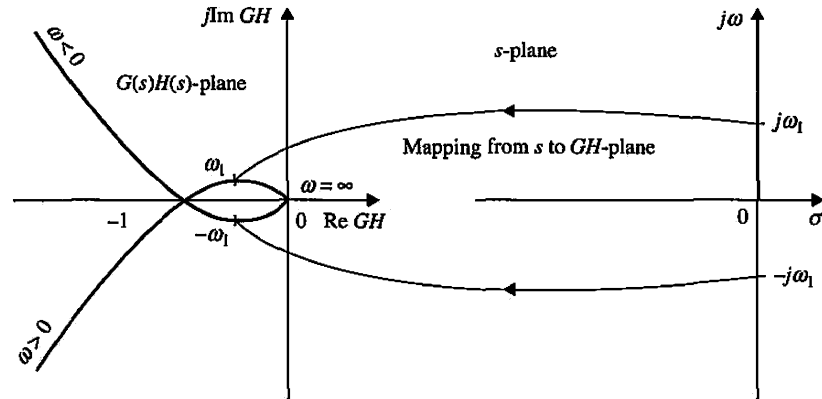 jIm GH
jω
ω<0
s-plane
G(s)H(s)-plane
jω₁
Mapping from s to GH-plane
ω₁
ω = ∞
−1
−ω₁
0
Re GH
0
σ
−jω₁
ω>0